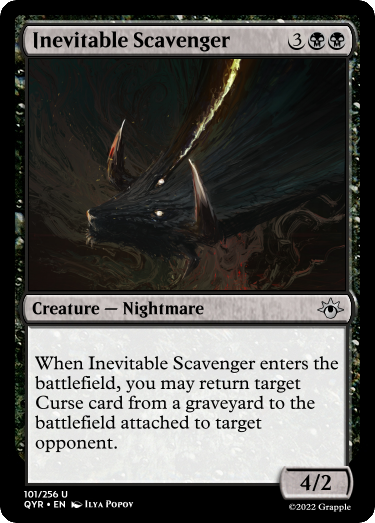 Inevitable Scavenger 3
Creature — Nightmare
When Inevitable Scavenger enters the
battlefield, you may return target
Curse card from a graveyard to the
battlefield attached to target
opponent.
4/2
101/256 U
QYR • EN Ilya Popov
©2022 Grapple